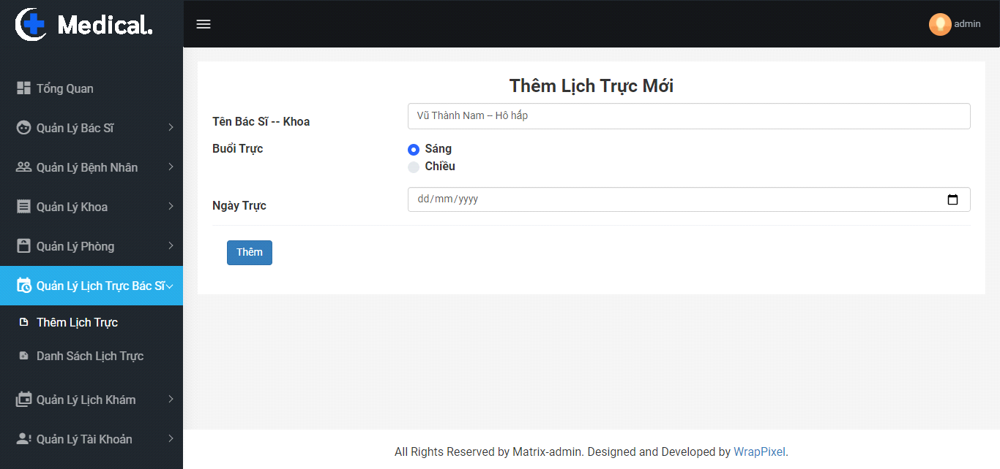 Medical.
admin
Tổng Quan
Quản Lý Bác Sĩ
Quản Lý Bệnh Nhân
Quản Lý Khoa
Quản Lý Phòng
Quản Lý Lịch Trực Bác Sĩ
Thêm Lịch Trực
Danh Sách Lịch Trực
Quản Lý Lịch Khám
Quản Lý Tài Khoản
Thêm Lịch Trực Mới
Tên Bác Sĩ -- Khoa
Vũ Thành Nam -- Hô hấp
Buổi Trực
Sáng
Chiều
Ngày Trực
dd/mm/yyyy
Thêm
All Rights Reserved by Matrix-admin. Designed and Developed by WrapPixel.